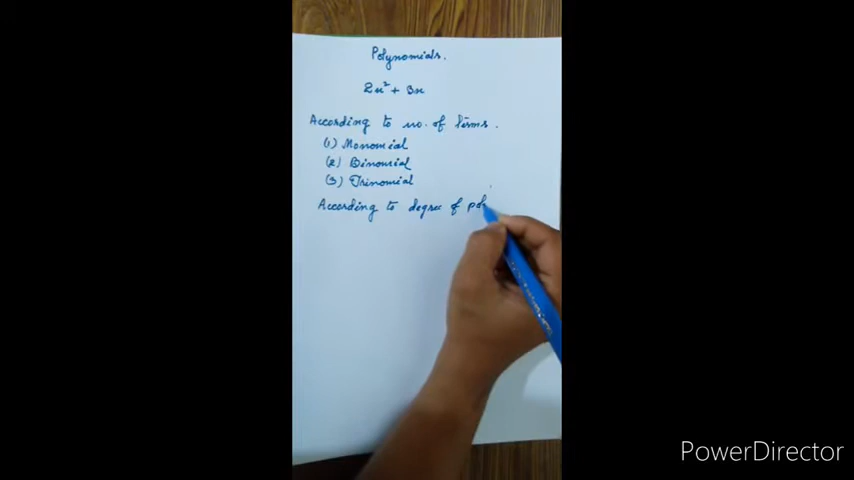 Polynomials.
2x² + 3x
According to no. of terms.
(1) Monomial
(2) Binomial
(3) Trinomial
According to degree of pol
PowerDirector